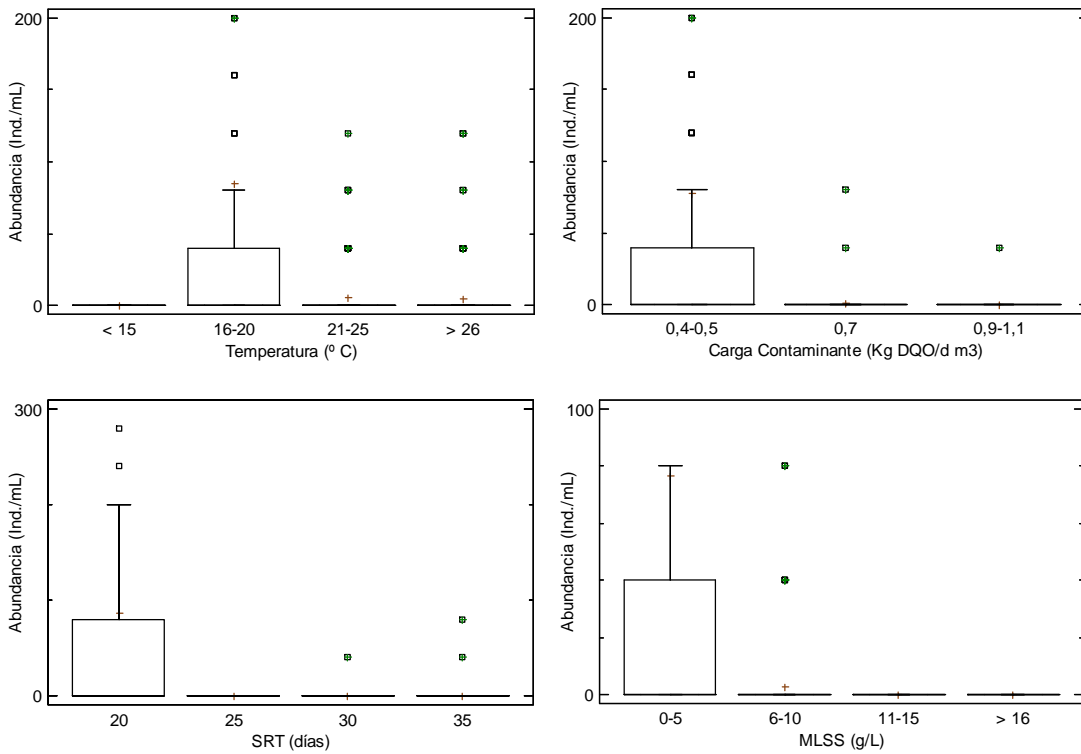 200
Abundancia (Ind./mL)
0
< 15
16-20
21-25
> 26
Temperatura (º C)
200
Abundancia (Ind./mL)
0
0,4-0,5
0,7
0,9-1,1
Carga Contaminante (Kg DQO/d m3)
300
Abundancia (Ind./mL)
0
20
25
30
35
SRT (días)
100
Abundancia (Ind./mL)
0
0-5
6-10
11-15
> 16
MLSS (g/L)